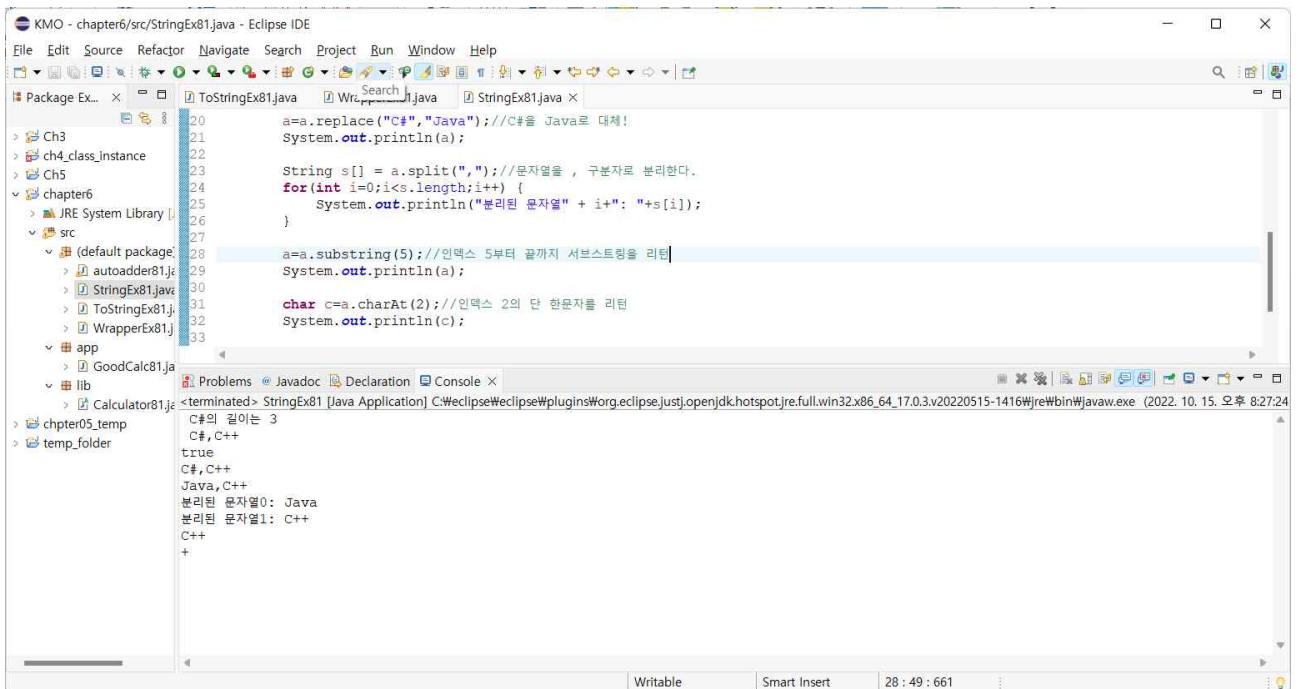 KMO - chapter6/src/StringEx81.java - Eclipse IDE
File Edit Source Refactor Navigate Search Project Run Window Help
Search
Package Ex...
ToStringEx81.java
StringEx81.java
Ch3
ch4_class_instance
Ch5
chapter6
JRE System Library [
src
(default package)
autoadder81.ja
StringEx81.java
ToStringEx81.j
WrapperEx81.j
app
GoodCalc81.ja
lib
Calculator81.ja
chpter05_temp
temp_folder
20 a=a.replace("C#","Java");//C#을 Java로 대체!
21 System.out.println(a);
22
23 String s[] = a.split(",");//문자열을 , 구분자로 분리한다.
24 for(int i=0;i<s.length;i++) {
25 System.out.println("분리된 문자열" + i+": "+s[i]);
26 }
27
28 a=a.substring(5);//인덱스 5부터 끝까지 서브스트링을 리턴
29 System.out.println(a);
30
31 char c=a.charAt(2);//인덱스 2의 단 한문자를 리턴
32 System.out.println(c);
33
Problems Javadoc Declaration Console
<terminated> StringEx81 [Java Application] C:₩eclipse₩eclipse₩plugins₩org.eclipse.justj.openjdk.hotspot.jre.full.win32.x86_64_17.0.3.v20220515-1416₩jre₩bin₩javaw.exe (2022. 10. 15. 오후 8:27:24
C#의 길이는 3
C#,C++
true
C#,C++
Java,C++
분리된 문자열0: Java
분리된 문자열1: C++
C++
+
Writable Smart Insert 28 : 49 : 661